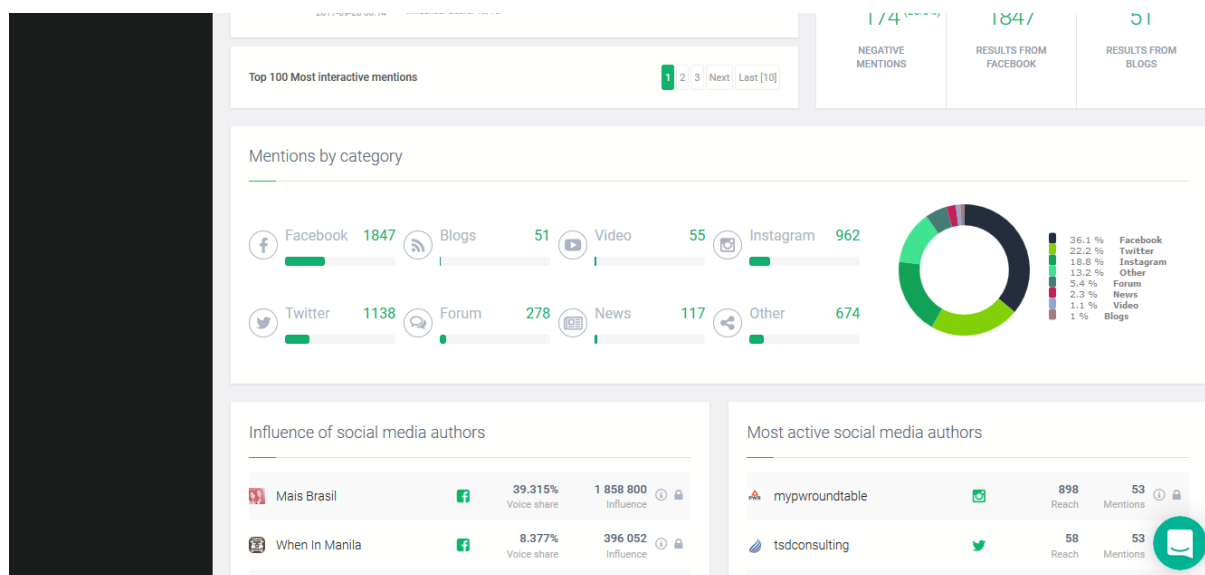 174
1847
51
NEGATIVE
MENTIONS
RESULTS FROM
FACEBOOK
RESULTS FROM
BLOGS
Top 100 Most interactive mentions
1 2 3 Next Last [10]
Mentions by category
Facebook 1847
Blogs 51
Video 55
Instagram 962
Twitter 1138
Forum 278
News 117
Other 674
36.1 % Facebook
22.2 % Twitter
18.8 % Instagram
13.2 % Other
5.4 % Forum
2.3 % News
1.1 % Video
1 % Blogs
Influence of social media authors
Mais Brasil 39.315% 1 858 800
Voice share Influence
When In Manila 8.377% 396 052
Voice share Influence
Most active social media authors
mypwroundtable 898 53
Reach Mentions
tsdconsulting 58 53
Reach Mentions